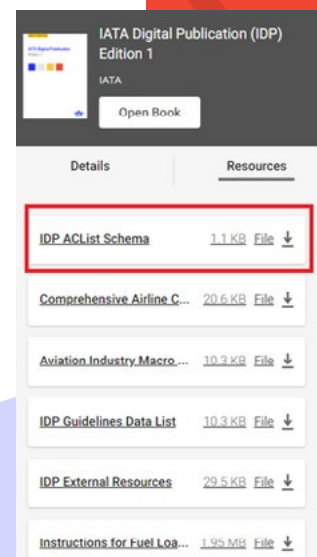 IATA Digital Publication (IDP)
Edition 1
IATA
Open Book
Details
Resources
IDP ACList Schema 1.1 KB File
Comprehensive Airline C... 20.6 KB File
Aviation Industry Macro ... 10.3 KB File
IDP Guidelines Data List 10.3 KB File
IDP External Resources 29.5 KB File
Instructions for Fuel Loa... 1.95 MB File